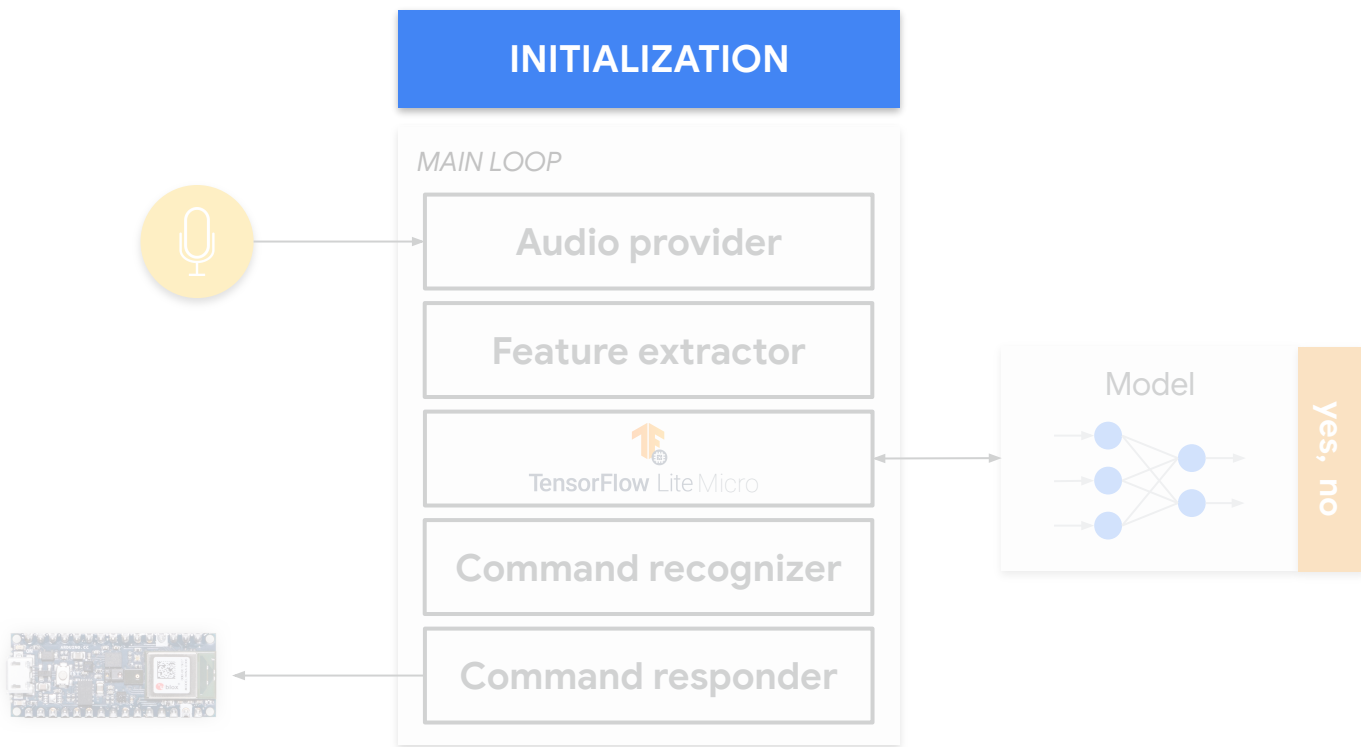 INITIALIZATION
MAIN LOOP
Audio provider
Feature extractor
TensorFlow Lite Micro
Command recognizer
Command responder
Model
yes, no